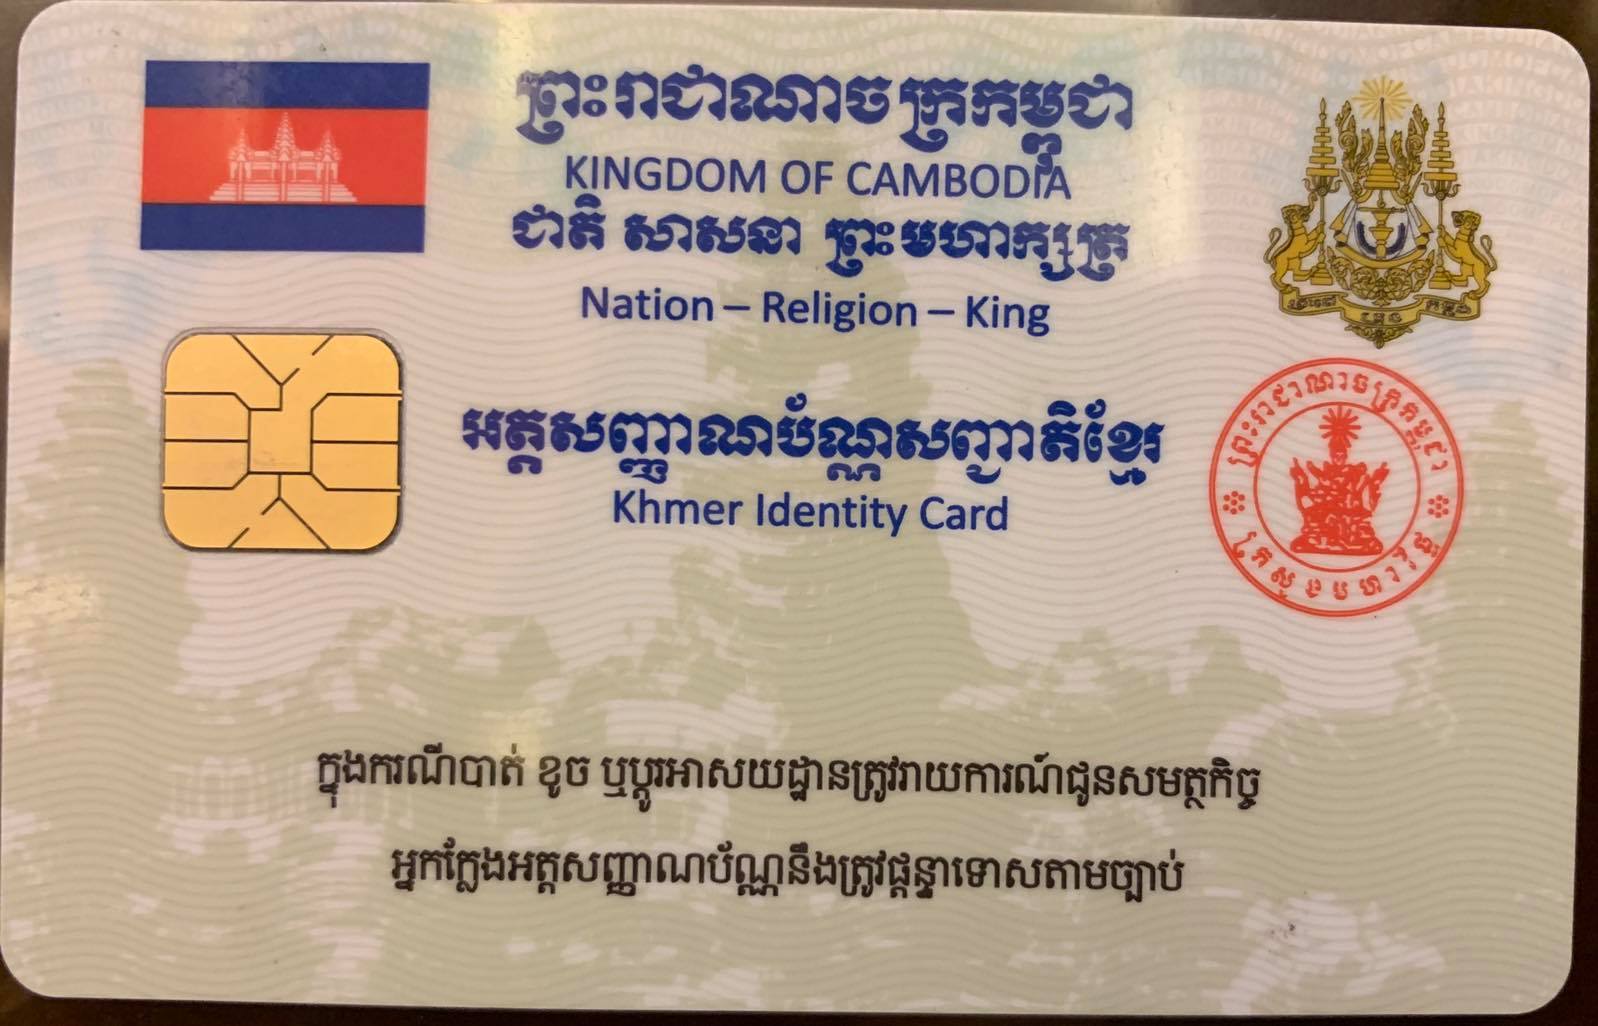 ព្រះរាជាណាចក្រកម្ពុជា
KINGDOM OF CAMBODIA
ជាតិ សាសនា ព្រះមហាក្សត្រ
Nation – Religion – King
អត្តសញ្ញាណប័ណ្ណសញ្ជាតិខ្មែរ
Khmer Identity Card
ព្រះរាជាណាចក្រកម្ពុជា
ក្រសួងមហាផ្ទៃ
ក្នុងករណីបាត់ ខូច ឬប្តូរអាសយដ្ឋានត្រូវរាយការណ៍ជូនសមត្ថកិច្ច
អ្នកក្លែងអត្តសញ្ញាណប័ណ្ណនឹងត្រូវផ្តន្ទាទោសតាមច្បាប់